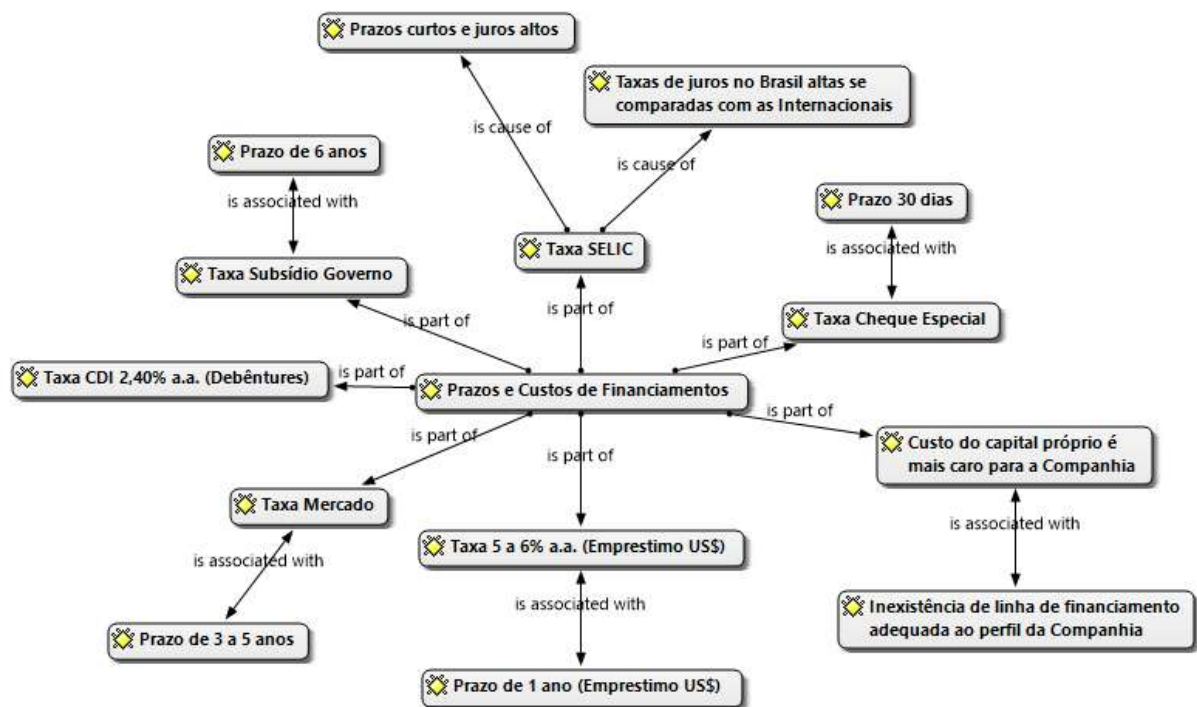 Prazos curtos e juros altos
Taxas de juros no Brasil altas se
comparadas com as Internacionais
is cause of
is cause of
Prazo de 6 anos
is associated with
Prazo 30 dias
is associated with
Taxa SELIC
Taxa Subsídio Governo
is part of
is part of
Taxa Cheque Especial
is part of
Taxa CDI 2,40% a.a. (Debêntures)
is part of
Prazos e Custos de Financiamentos
is part of
is part of
is part of
Custo do capital próprio é
mais caro para a Companhia
Taxa Mercado
is associated with
is associated with
Taxa 5 a 6% a.a. (Emprestimo US$)
is associated with
Inexistência de linha de financiamento
adequada ao perfil da Companhia
Prazo de 3 a 5 anos
Prazo de 1 ano (Emprestimo US$)